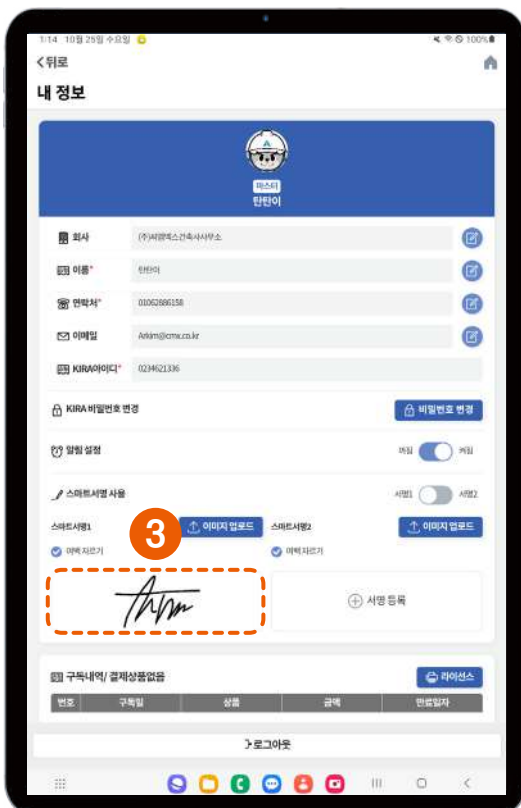 1:14 10월 25일 수요일 100%
뒤로
내 정보
A
마스터
탄탄이
회사 (주)씨엠엑스건축사사무소
이름* 탄탄이
연락처* 01062886158
이메일 Arkim@cmx.co.kr
KIRA아이디* 0234621336
KIRA 비밀번호 변경 비밀번호 변경
알림 설정 꺼짐 켜짐
스마트서명 사용 서명1 서명2
스마트서명1 3 이미지 업로드 스마트서명2 이미지 업로드
여백 자르기 여백 자르기
서명 등록
구독내역/ 결제상품없음 라이선스
번호 구독일 상품 금액 만료일자
로그아웃